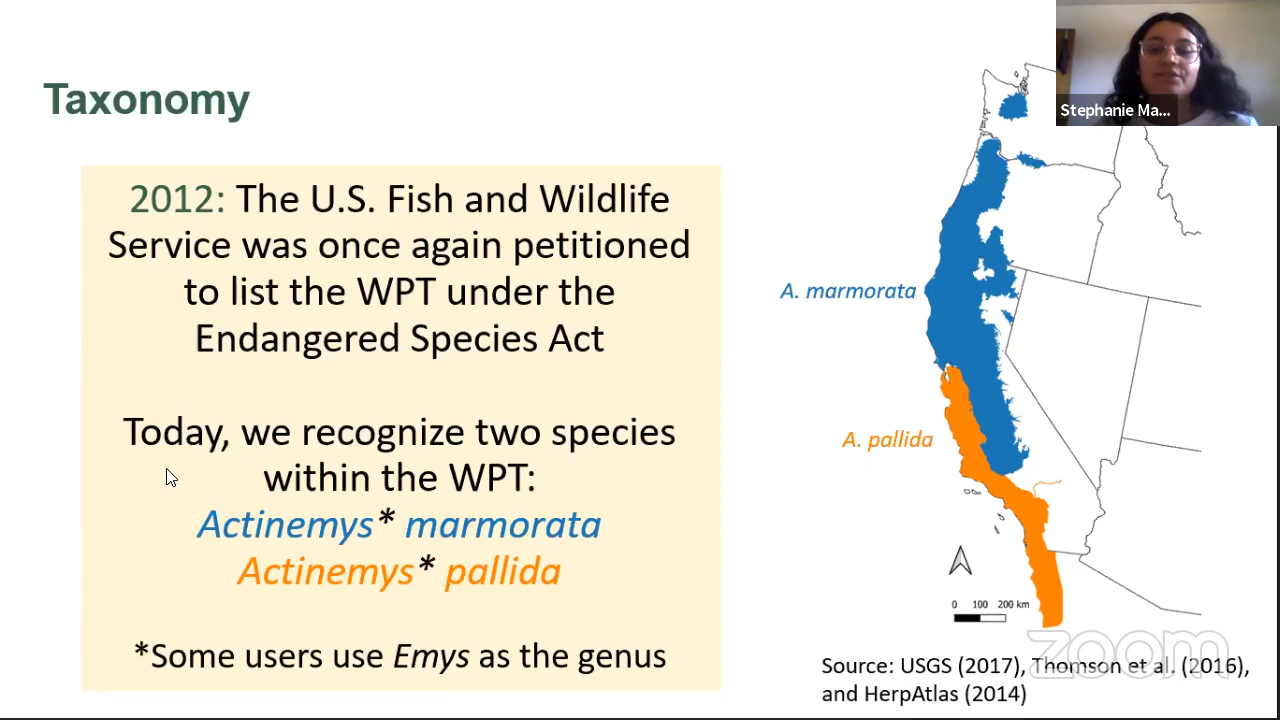 Taxonomy
Stephanie Ma...
2012: The U.S. Fish and Wildlife
Service was once again petitioned
to list the WPT under the
Endangered Species Act
Today, we recognize two species
within the WPT:
Actinemys* marmorata
Actinemys* pallida
*Some users use Emys as the genus
A. marmorata
A. pallida
0 100 200 km
zoom
Source: USGS (2017), Thomson et al. (2016),
and HerpAtlas (2014)